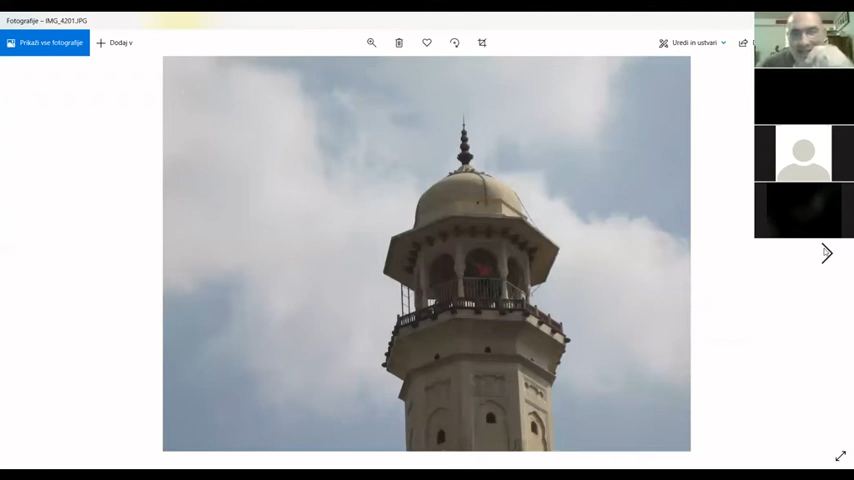 Fotografije – IMG_4201.JPG
Prikaži vse fotografije
Dodaj v
Uredi in ustvari